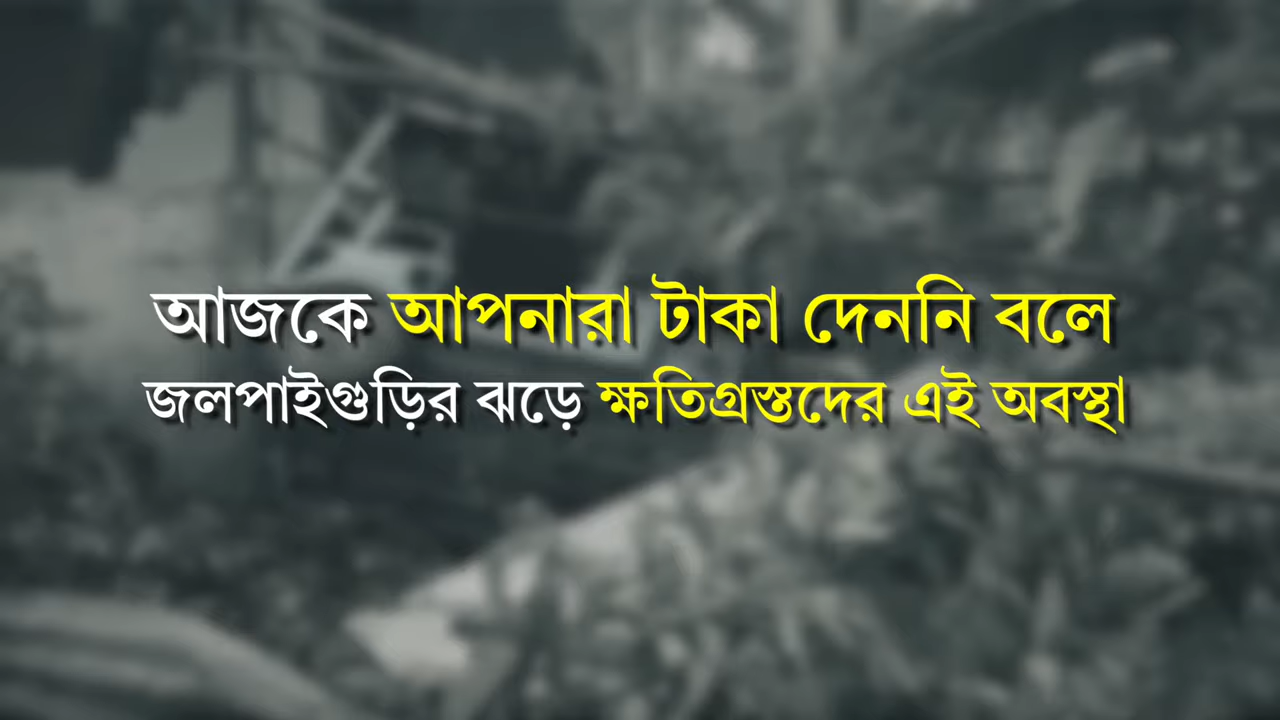 আজকে আপনারা টাকা দেননি বলে
জলপাইগুড়ির ঝড়ে ক্ষতিগ্রস্তদের এই অবস্থা